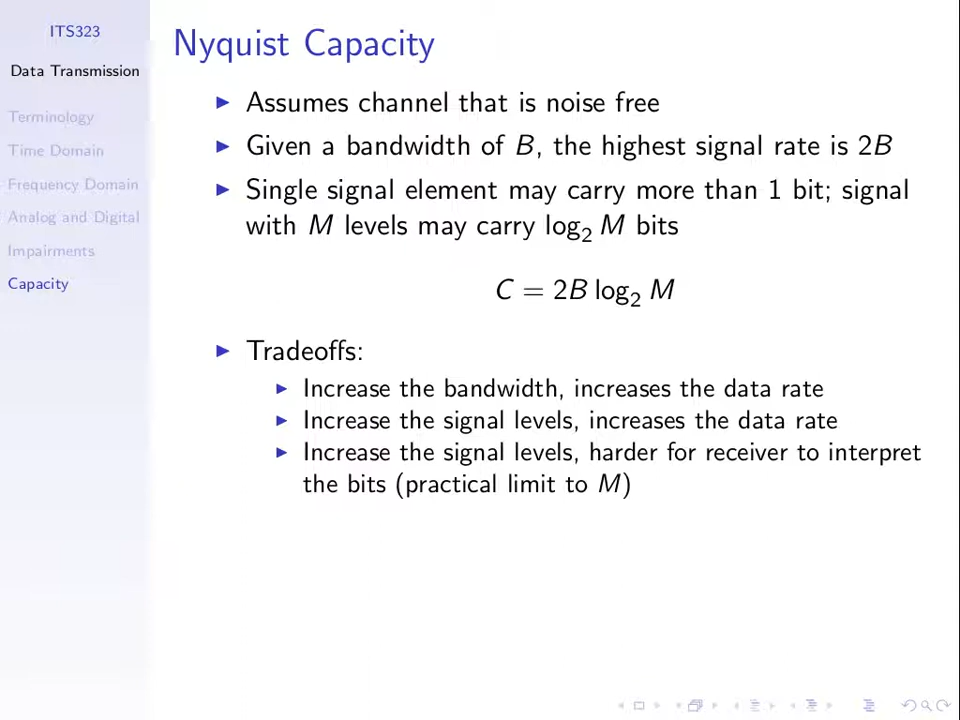 ITS323
Data Transmission
Terminology
Time Domain
Frequency Domain
Analog and Digital
Impairments
Capacity
Nyquist Capacity
Assumes channel that is noise free
Given a bandwidth of B, the highest signal rate is 2B
Single signal element may carry more than 1 bit; signal
with M levels may carry log₂ M bits
C = 2B log₂ M
Tradeoffs:
Increase the bandwidth, increases the data rate
Increase the signal levels, increases the data rate
Increase the signal levels, harder for receiver to interpret
the bits (practical limit to M)